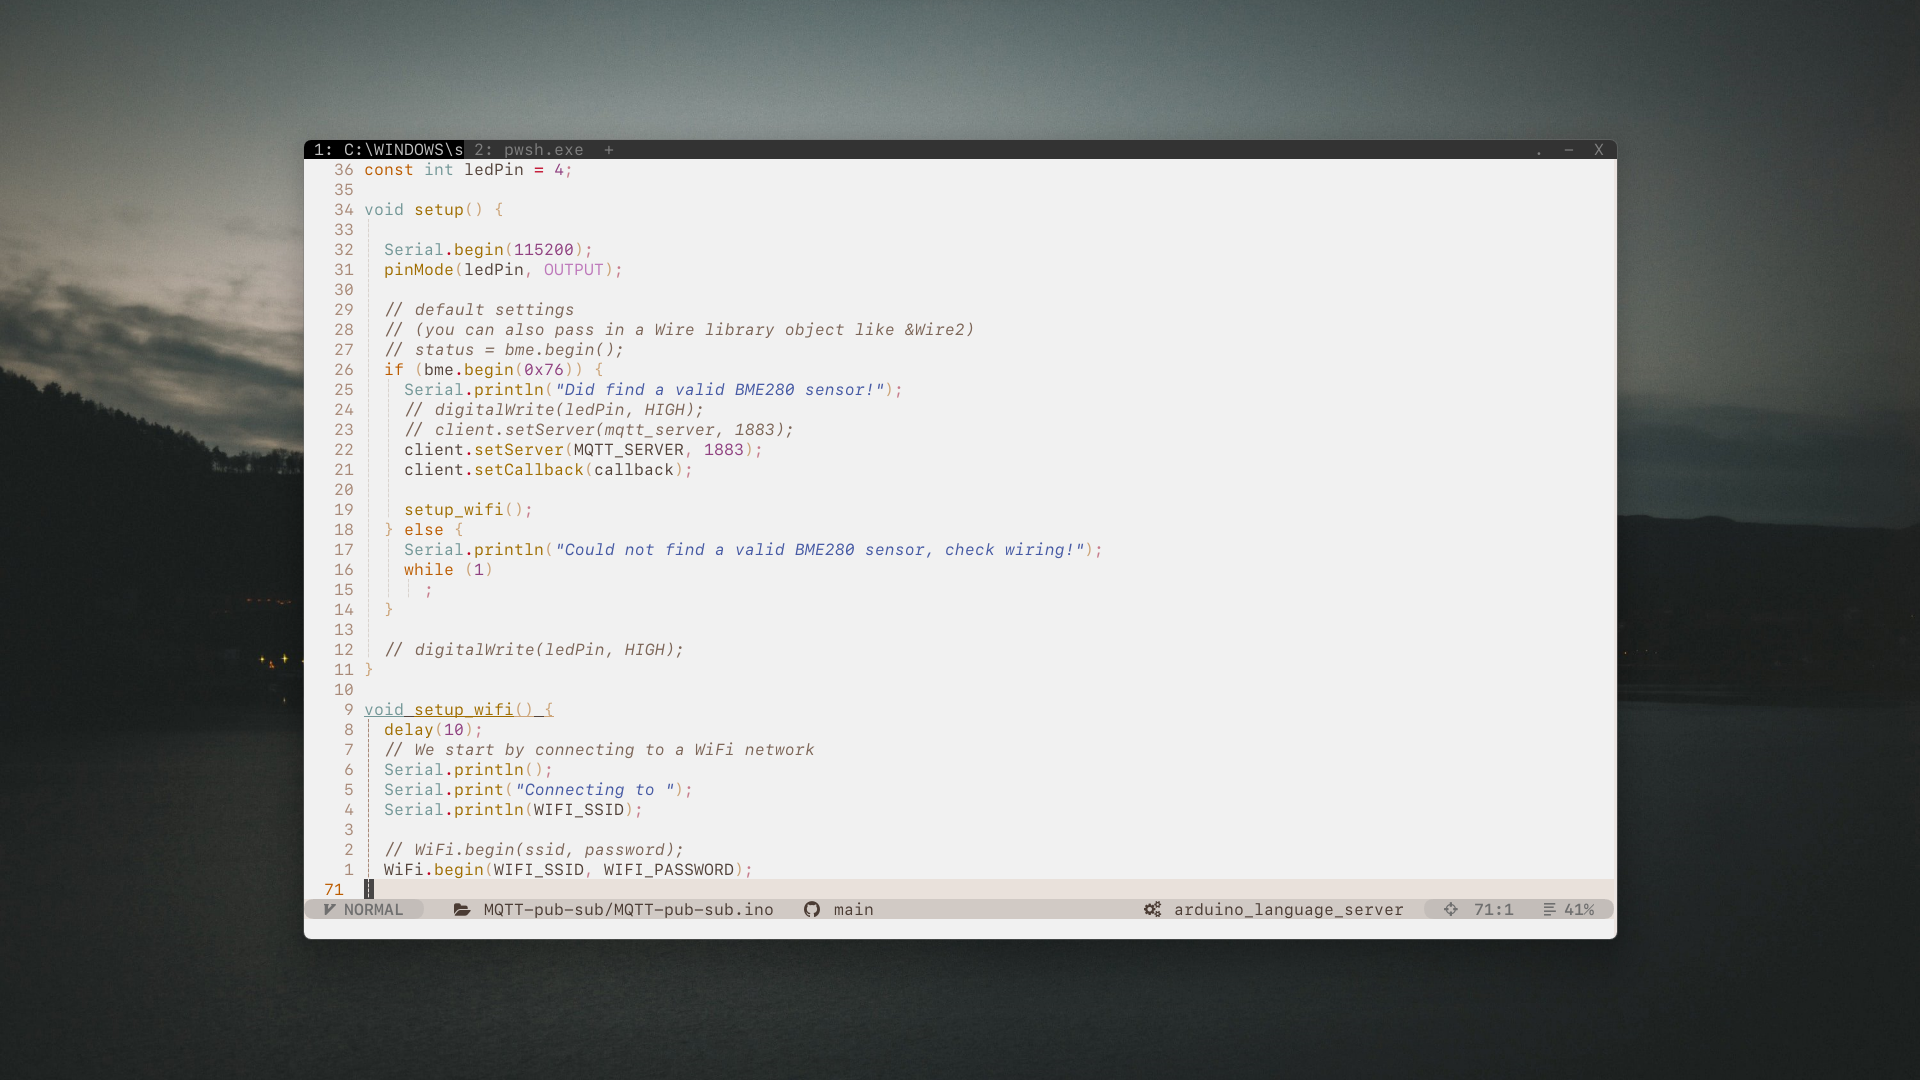 1: C:\WINDOWS\s 2: pwsh.exe + . - X
36 const int ledPin = 4;
35
34 void setup() {
33
32 Serial.begin(115200);
31 pinMode(ledPin, OUTPUT);
30
29 // default settings
28 // (you can also pass in a Wire library object like &Wire2)
27 // status = bme.begin();
26 if (bme.begin(0x76)) {
25 Serial.println("Did find a valid BME280 sensor!");
24 // digitalWrite(ledPin, HIGH);
23 // client.setServer(mqtt_server, 1883);
22 client.setServer(MQTT_SERVER, 1883);
21 client.setCallback(callback);
20
19 setup_wifi();
18 } else {
17 Serial.println("Could not find a valid BME280 sensor, check wiring!");
16 while (1)
15 ;
14 }
13
12 // digitalWrite(ledPin, HIGH);
11 }
10
9 void setup_wifi() {
8 delay(10);
7 // We start by connecting to a WiFi network
6 Serial.println();
5 Serial.print("Connecting to ");
4 Serial.println(WIFI_SSID);
3
2 // WiFi.begin(ssid, password);
1 WiFi.begin(WIFI_SSID, WIFI_PASSWORD);
71
NORMAL MQTT-pub-sub/MQTT-pub-sub.ino main arduino_language_server 71:1 41%